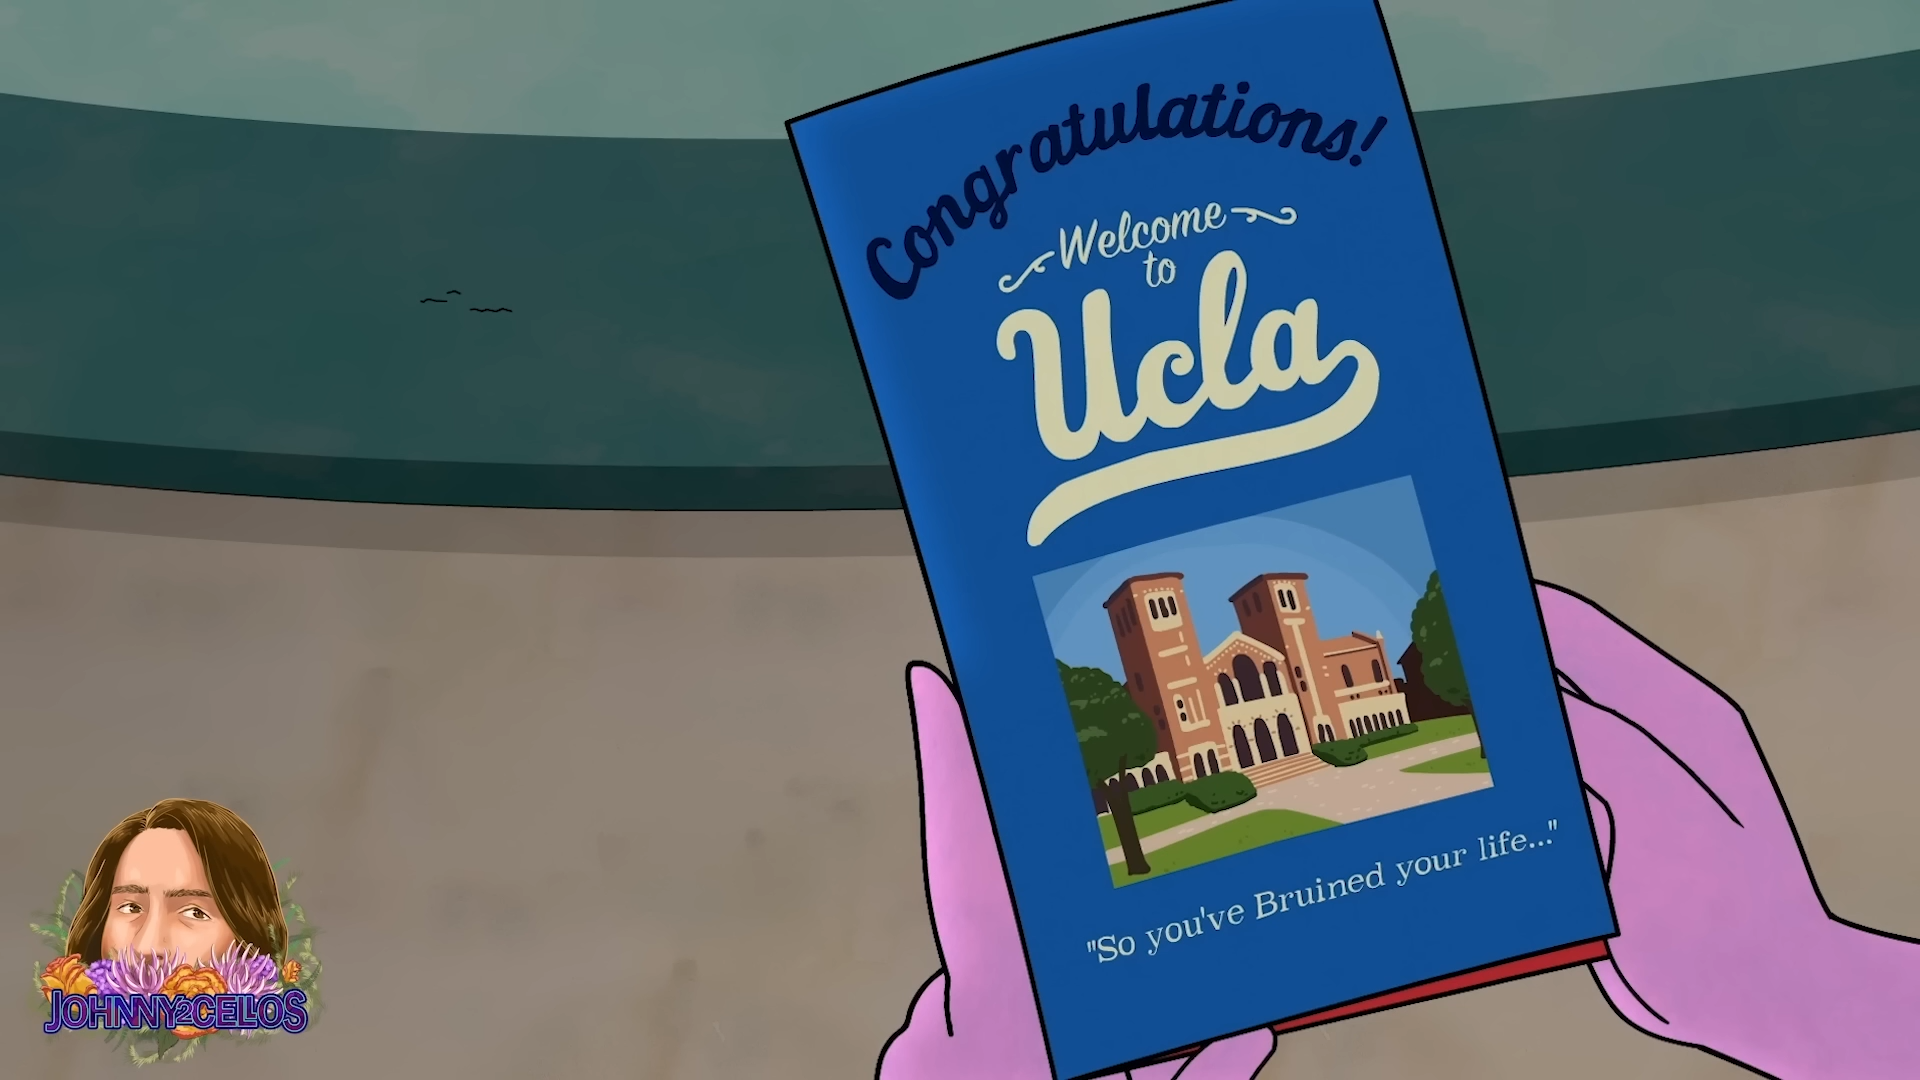 Congratulations!
Welcome
to
Ucla
"So you've Bruined your life..."
JOHNNY2CELLOS